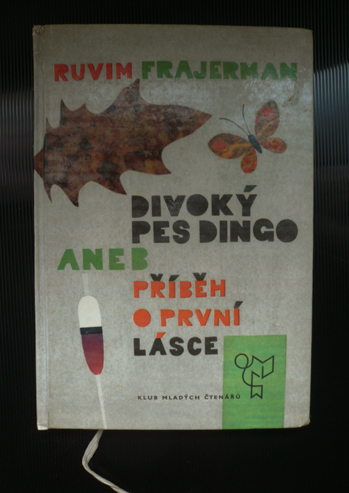 RUVIM FRAJERMAN
DIVOKÝ
PES DINGO
ANEB
PŘÍBĚH
O PRVNÍ
LÁSCE
KLUB MLADÝCH ČTENÁŘŮ